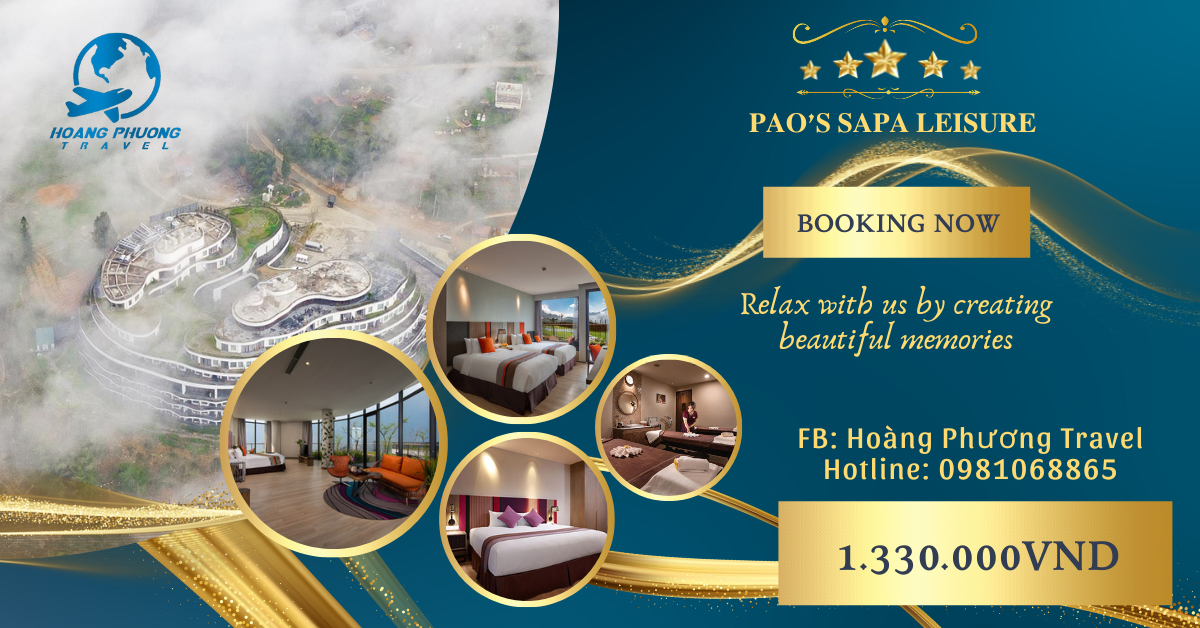 HOANG PHUONG
TRAVEL
PAO'S SAPA LEISURE
BOOKING NOW
Relax with us by creating
beautiful memories
FB: Hoàng Phương Travel
Hotline: 0981068865
1.330.000VND